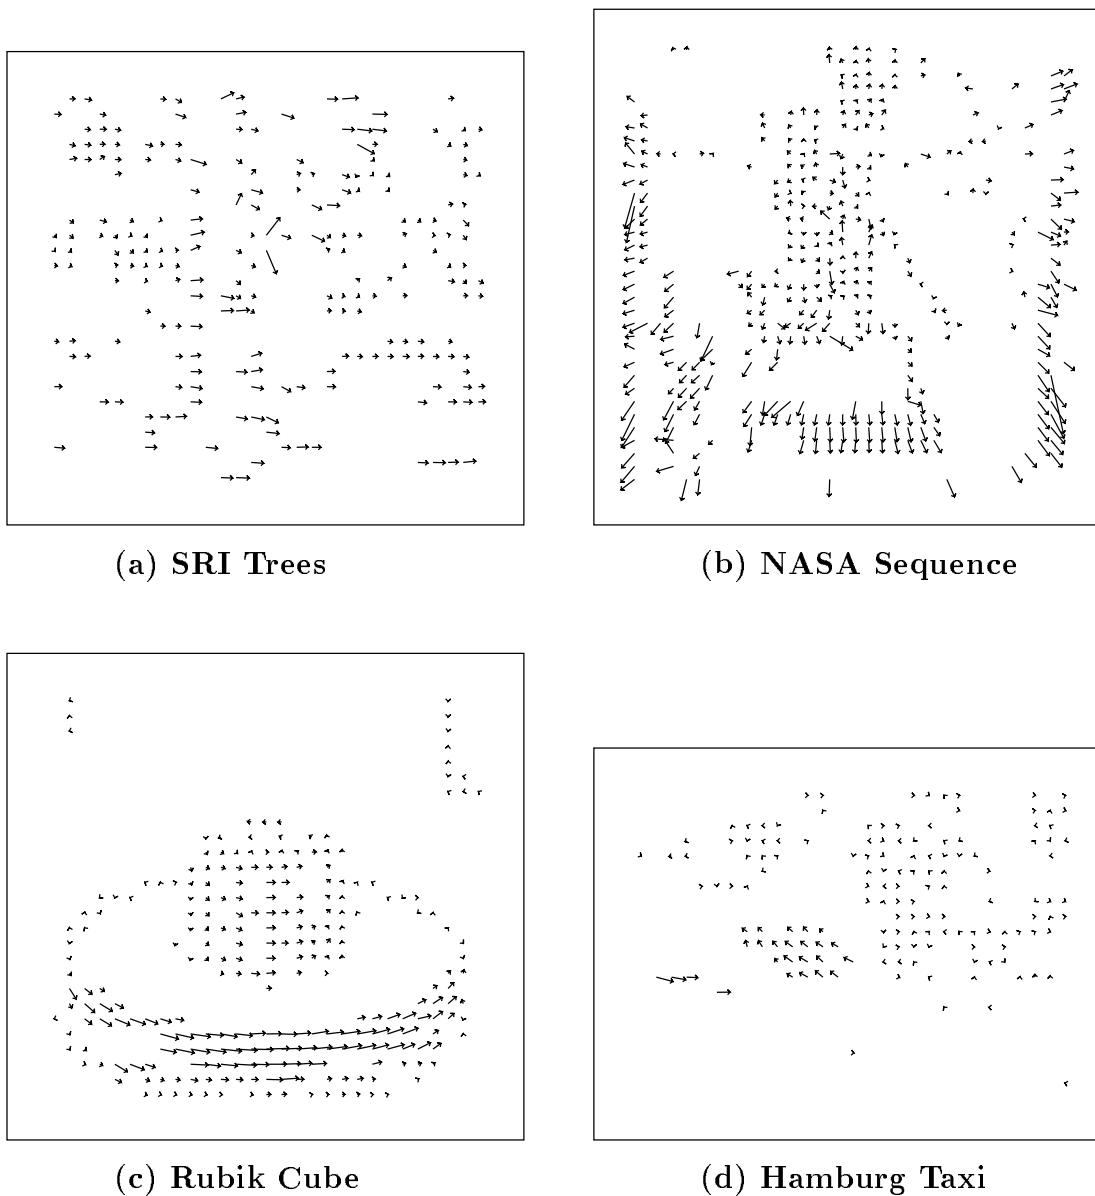 (a) SRI Trees
(b) NASA Sequence
(c) Rubik Cube
(d) Hamburg Taxi